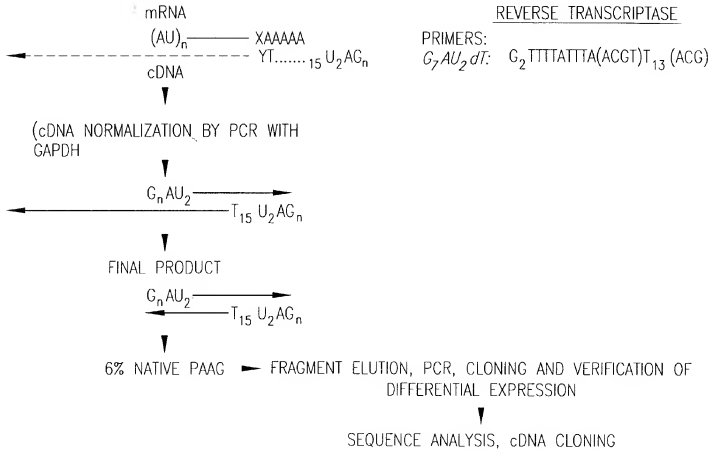 mRNA
(AU)n XAAAAA
YT.......15 U2AGn
cDNA
REVERSE TRANSCRIPTASE
PRIMERS:
G7AU2dT: G2TTTTATTTA(ACGT)T13(ACG)
(cDNA NORMALIZATION BY PCR WITH
GAPDH
GnAU2
T15 U2AGn
FINAL PRODUCT
GnAU2
T15 U2AGn
6% NATIVE PAAG FRAGMENT ELUTION, PCR, CLONING AND VERIFICATION OF
DIFFERENTIAL EXPRESSION
SEQUENCE ANALYSIS, cDNA CLONING